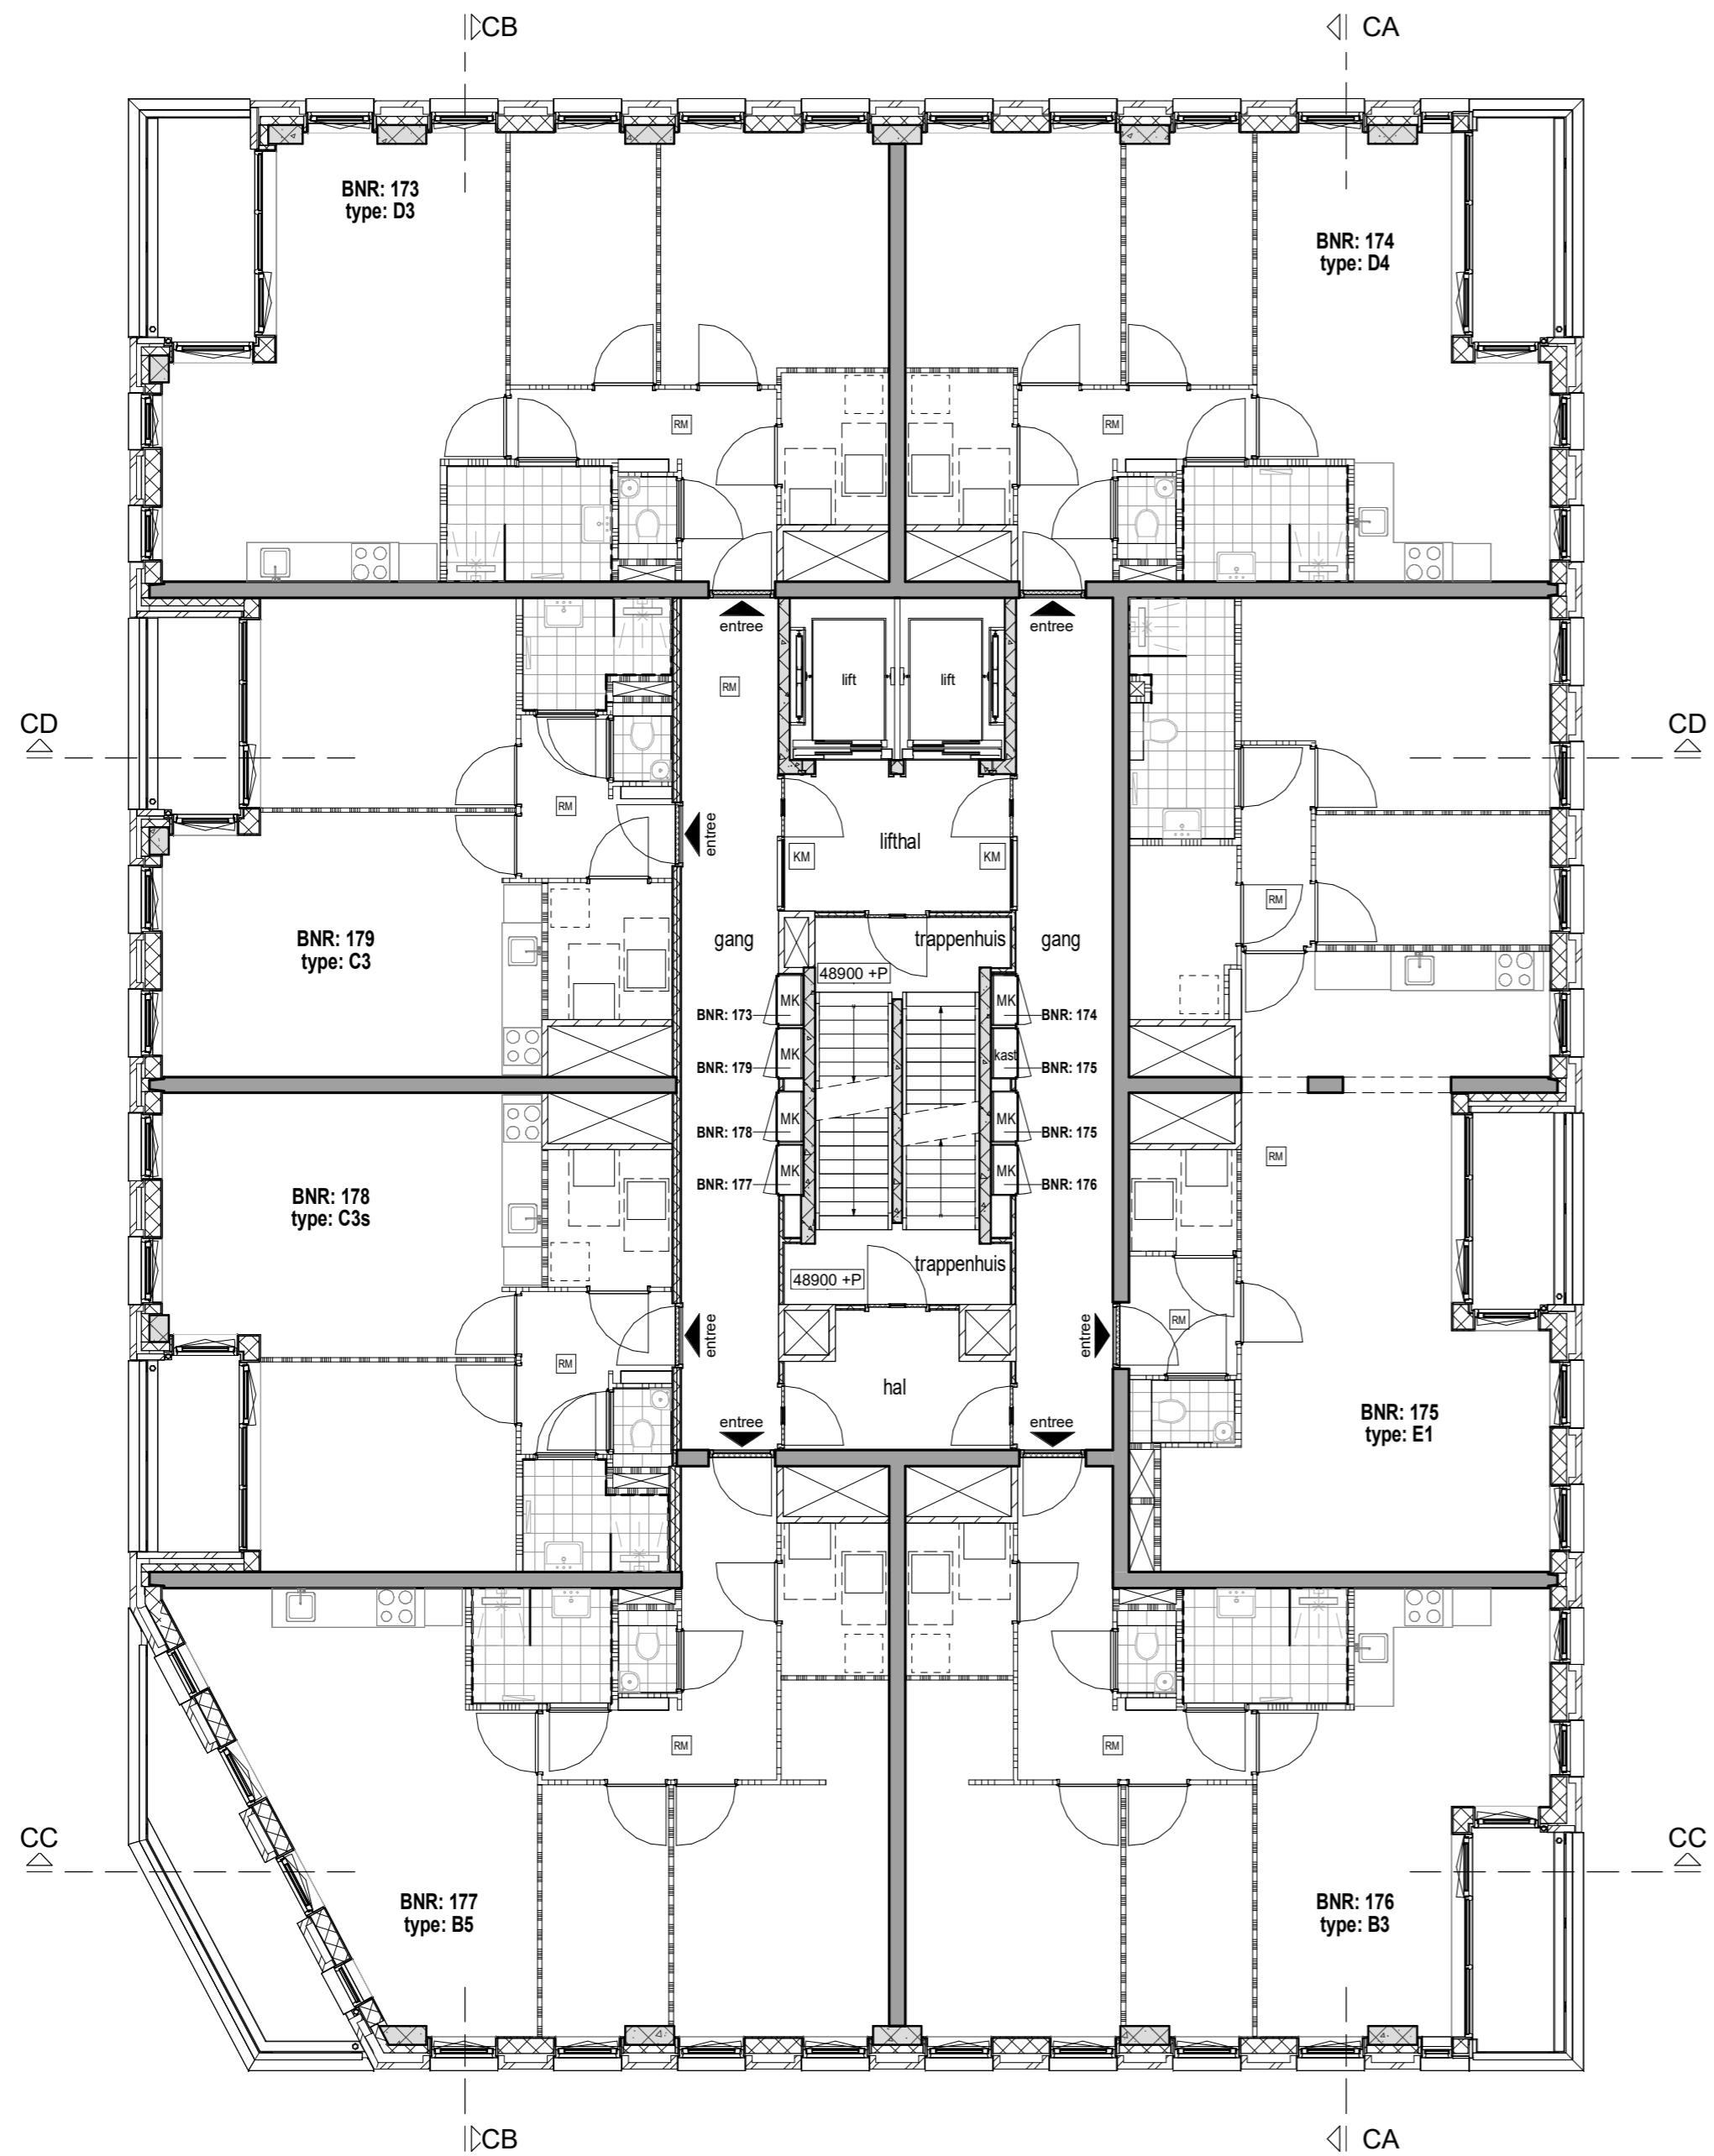 CB
CA
BNR: 173
type: D3
BNR: 174
type: D4
RM
RM
entree
entree
RM
lift
lift
CD
CD
RM
entree
lifthal
KM
KM
RM
BNR: 179
type: C3
gang
trappenhuis
gang
48900 +P
MK
MK
BNR: 173
BNR: 174
MK
kast
BNR: 179
BNR: 175
MK
MK
BNR: 178
BNR: 175
RM
MK
MK
BNR: 177
BNR: 176
BNR: 178
type: C3s
trappenhuis
48900 +P
RM
entree
entree
RM
hal
entree
entree
BNR: 175
type: E1
RM
RM
CC
CC
BNR: 177
type: B5
BNR: 176
type: B3
CB
CA